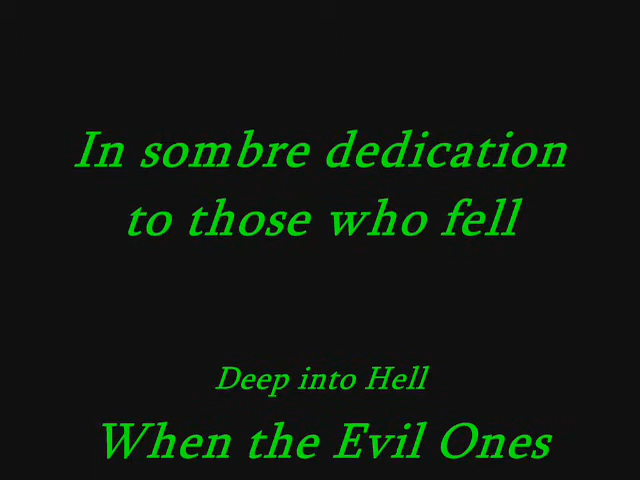 In sombre dedication
to those who fell
Deep into Hell
When the Evil Ones